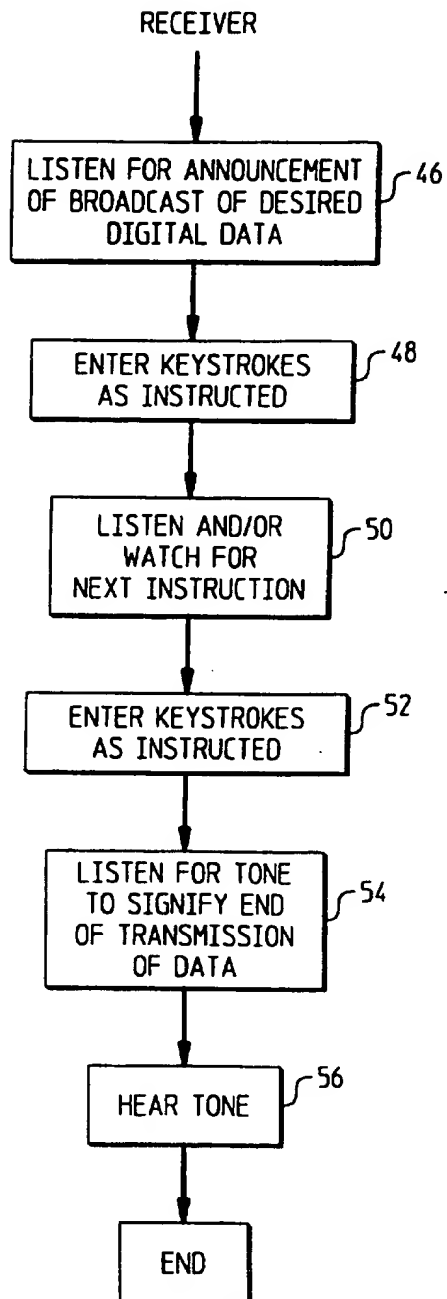 RECEIVER
LISTEN FOR ANNOUNCEMENT
OF BROADCAST OF DESIRED
DIGITAL DATA
46
ENTER KEYSTROKES
AS INSTRUCTED
48
LISTEN AND/OR
WATCH FOR
NEXT INSTRUCTION
50
ENTER KEYSTROKES
AS INSTRUCTED
52
LISTEN FOR TONE
TO SIGNIFY END
OF TRANSMISSION
OF DATA
54
HEAR TONE
56
END